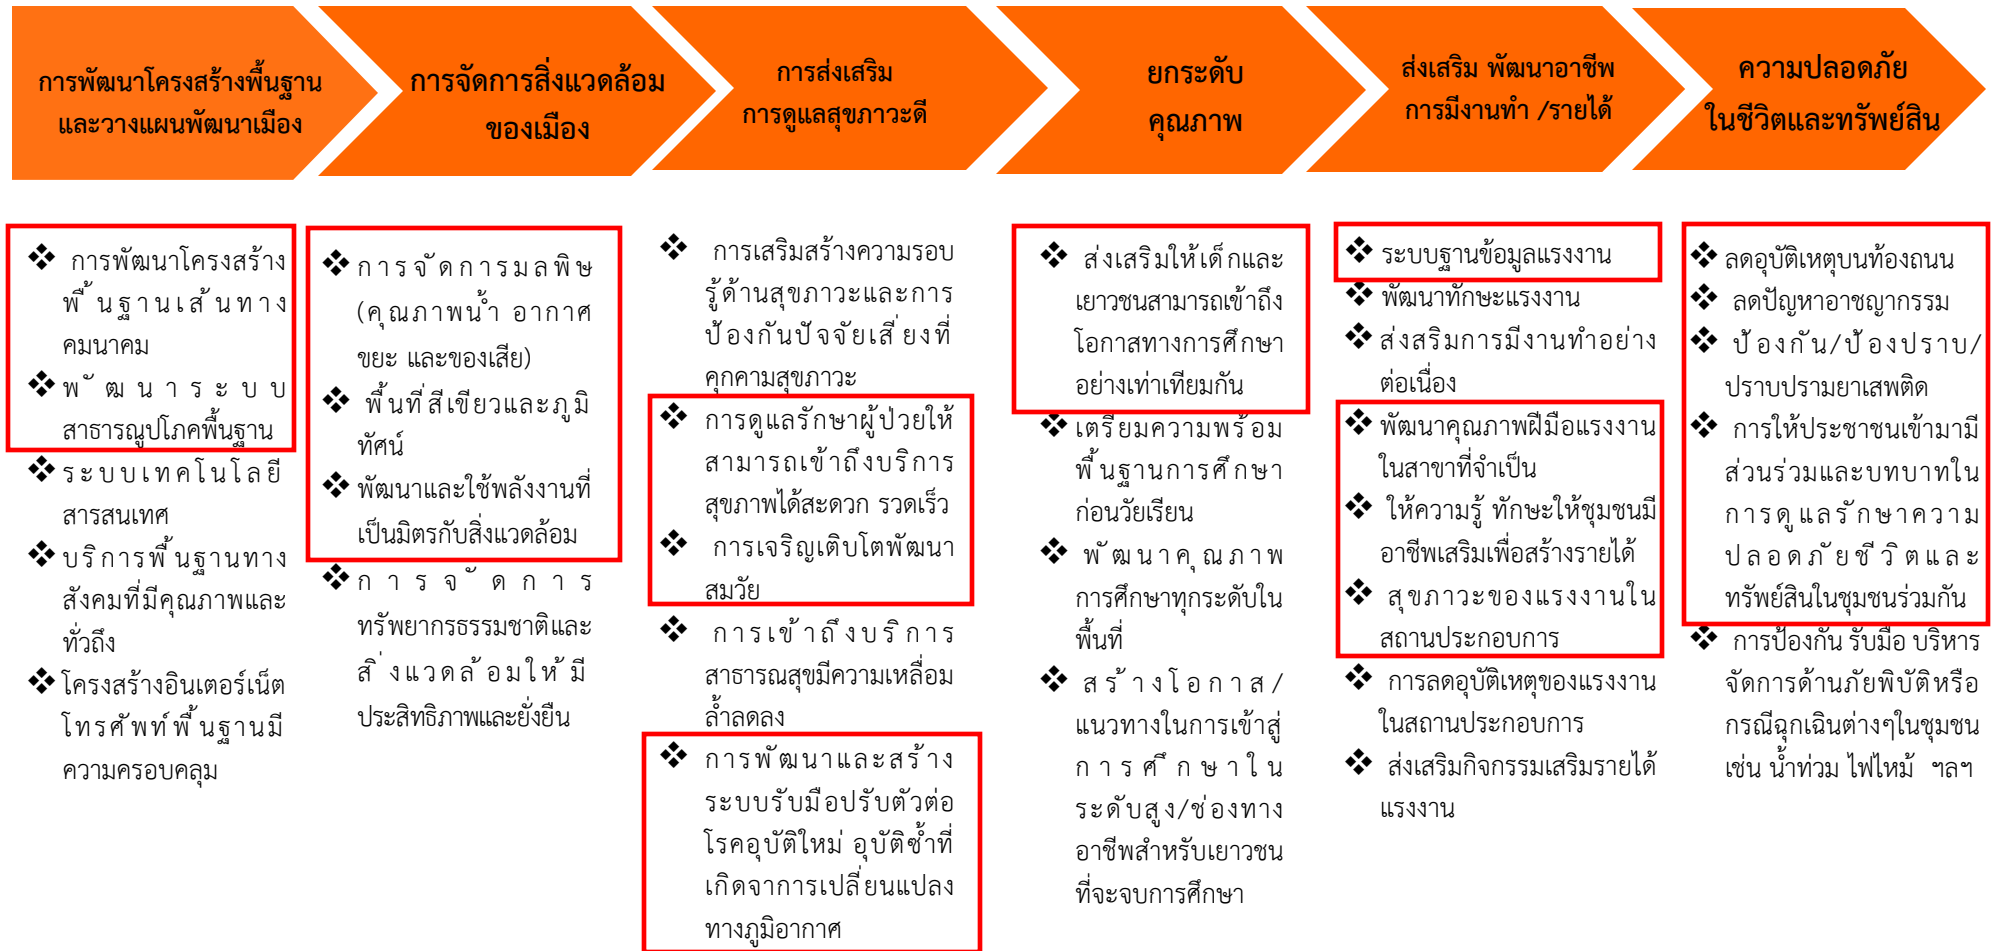 การพัฒนาโครงสร้างพื้นฐาน
และวางแผนพัฒนาเมือง
การจัดการสิ่งแวดล้อม
ของเมือง
การส่งเสริม
การดูแลสุขภาวะดี
ยกระดับ
คุณภาพ
ส่งเสริม พัฒนาอาชีพ
การมีงานทำ /รายได้
ความปลอดภัย
ในชีวิตและทรัพย์สิน
❖ การพัฒนาโครงสร้าง
พื้นฐานเส้นทาง
คมนาคม
❖ พัฒนาระบบ
สาธารณูปโภคพื้นฐาน
❖ ระบบเทคโนโลยี
สารสนเทศ
❖ บริการพื้นฐานทาง
สังคมที่มีคุณภาพและ
ทั่วถึง
❖ โครงสร้างอินเตอร์เน็ต
โทรศัพท์พื้นฐานมี
ความครอบคลุม
❖ การจัดการมลพิษ
(คุณภาพน้ำ อากาศ
ขยะ และของเสีย)
❖ พื้นที่สีเขียวและภูมิ
ทัศน์
❖ พัฒนาและใช้พลังงานที่
เป็นมิตรกับสิ่งแวดล้อม
❖ การจัดการ
ทรัพยากรธรรมชาติและ
สิ่งแวดล้อมให้มี
ประสิทธิภาพและยั่งยืน
❖ การเสริมสร้างความรอบ
รู้ด้านสุขภาวะและการ
ป้องกันปัจจัยเสี่ยงที่
คุกคามสุขภาวะ
❖ การดูแลรักษาผู้ป่วยให้
สามารถเข้าถึงบริการ
สุขภาพได้สะดวก รวดเร็ว
❖ การเจริญเติบโตพัฒนา
สมวัย
❖ การเข้าถึงบริการ
สาธารณสุขมีความเหลื่อม
ล้ำลดลง
❖ การพัฒนาและสร้าง
ระบบรับมือปรับตัวต่อ
โรคอุบัติใหม่ อุบัติซ้ำที่
เกิดจาการเปลี่ยนแปลง
ทางภูมิอากาศ
❖ ส่งเสริมให้เด็กและ
เยาวชนสามารถเข้าถึง
โอกาสทางการศึกษา
อย่างเท่าเทียมกัน
❖ เตรียมความพร้อม
พื้นฐานการศึกษา
ก่อนวัยเรียน
❖ พัฒนาคุณภาพ
การศึกษาทุกระดับใน
พื้นที่
❖ สร้างโอกาส/
แนวทางในการเข้าสู่
การศึกษาใน
ระดับสูง/ช่องทาง
อาชีพสำหรับเยาวชน
ที่จะจบการศึกษา
❖ ระบบฐานข้อมูลแรงงาน
❖ พัฒนาทักษะแรงงาน
❖ ส่งสริมการมีงานทำอย่าง
ต่อเนื่อง
❖ พัฒนาคุณภาพฝีมือแรงงาน
ในสาขาที่จำเป็น
❖ ให้ความรู้ ทักษะให้ชุมชนมี
อาชีพเสริมเพื่อสร้างรายได้
❖ สุขภาวะของแรงงานใน
สถานประกอบการ
❖ การลดอุบัติเหตุของแรงงาน
ในสถานประกอบการ
❖ ส่งเสริมกิจกรรมเสริมรายได้
แรงงาน
❖ ลดอุบัติเหตุบนท้องถนน
❖ ลดปัญหาอาชญากรรม
❖ ป้องกัน/ป้องปราบ/
ปราบปรามยาเสพติด
❖ การให้ประชาชนเข้ามามี
ส่วนร่วมและบทบาทใน
การดูแลรักษาความ
ปลอดภัยชีวิตและ
ทรัพย์สินในชุมชนร่วมกัน
❖ การป้องกัน รับมือ บริหาร
จัดการด้านภัยพิบัติหรือ
กรณีฉุกเฉินต่างๆในชุมชน
เช่น น้ำท่วม ไฟไหม้ ฯลฯ